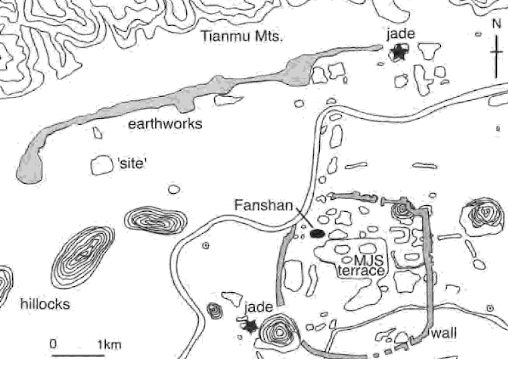 Tianmu Mts.
jade
N
earthworks
'site'
Fanshan
MJS
terrace
hillocks
jade
wall
0 1km